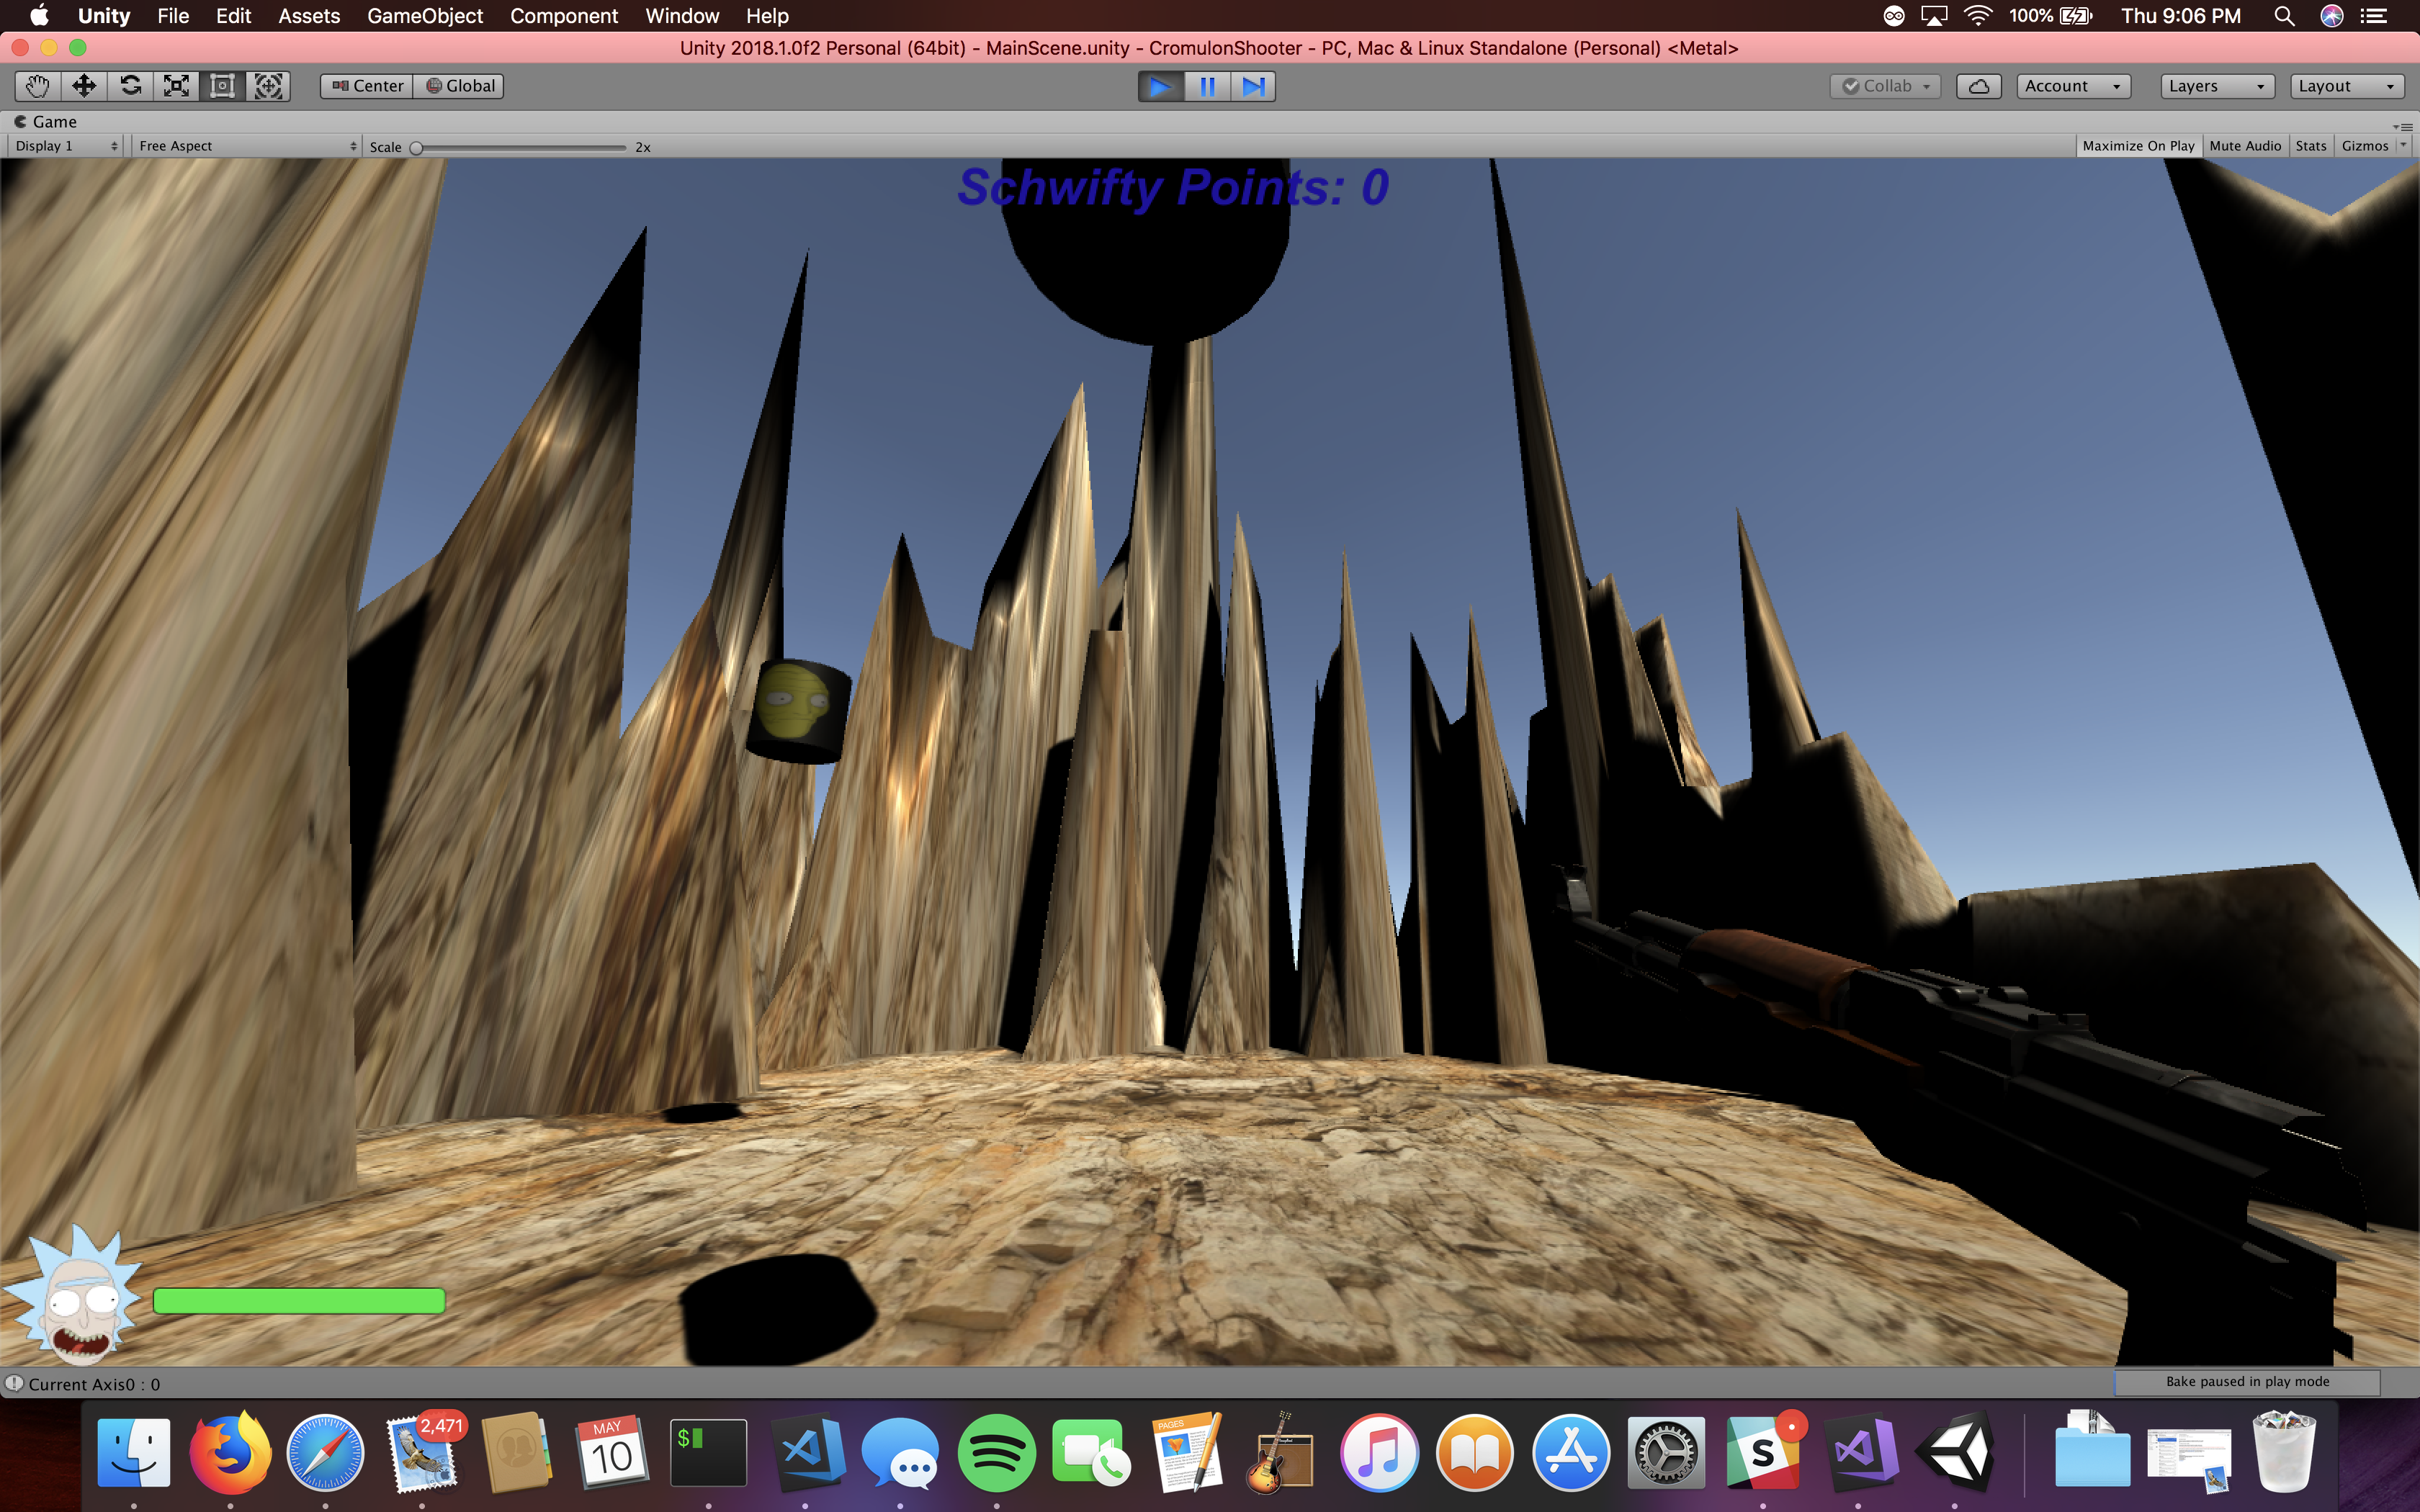 Unity File Edit Assets GameObject Component Window Help 100% Thu 9:06 PM
Unity 2018.1.0f2 Personal (64bit) - MainScene.unity - CromulonShooter - PC, Mac & Linux Standalone (Personal) <Metal>
Center Global Collab Account Layers Layout
Game
Display 1 Free Aspect Scale 2x Maximize On Play Mute Audio Stats Gizmos
Schwifty Points: 0
Current Axis0 : 0 Bake paused in play mode
2,471
MAY
10
$
PAGES
S